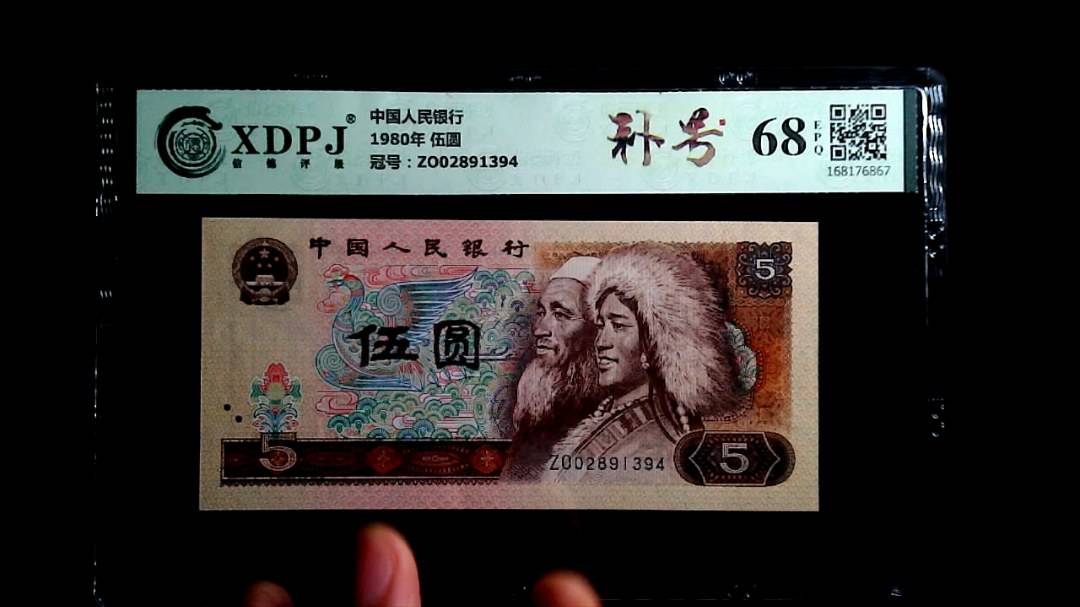 XDPJ®
信德评级
中国人民银行
1980年 伍圆
冠号：ZO02891394
补号
68
EPQ
168176867
中国人民银行
5
伍圆
5
ZO02891394
5